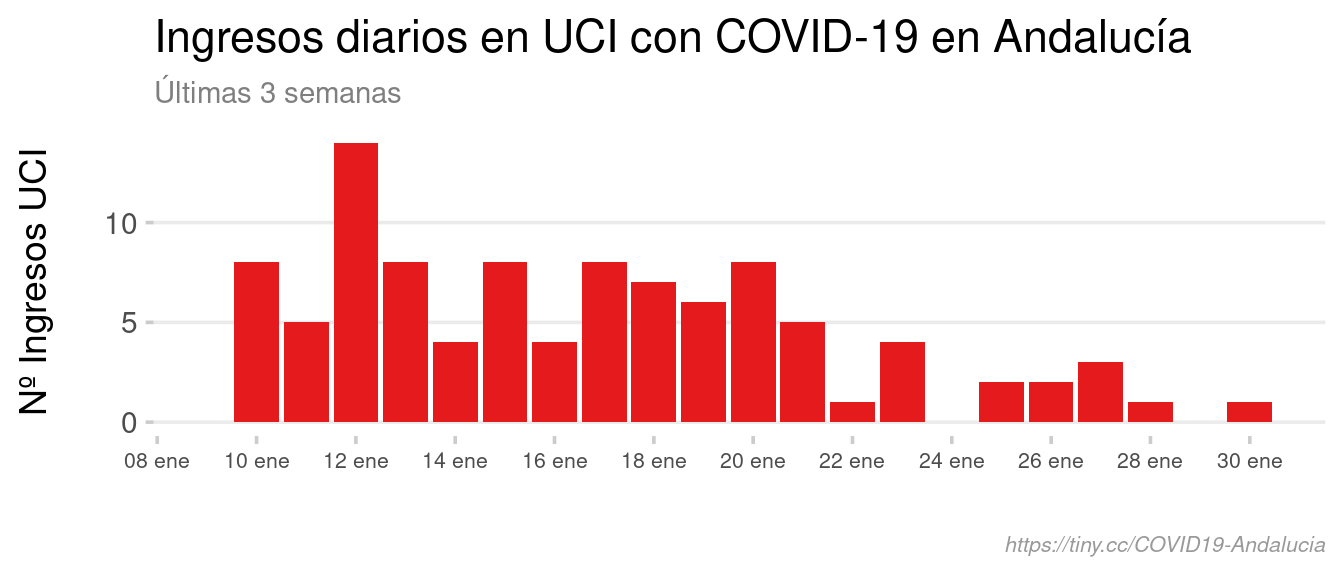 Ingresos diarios en UCI con COVID-19 en Andalucía
Últimas 3 semanas
Nº Ingresos UCI
10
5
0
08 ene 10 ene 12 ene 14 ene 16 ene 18 ene 20 ene 22 ene 24 ene 26 ene 28 ene 30 ene
https://tiny.cc/COVID19-Andalucia